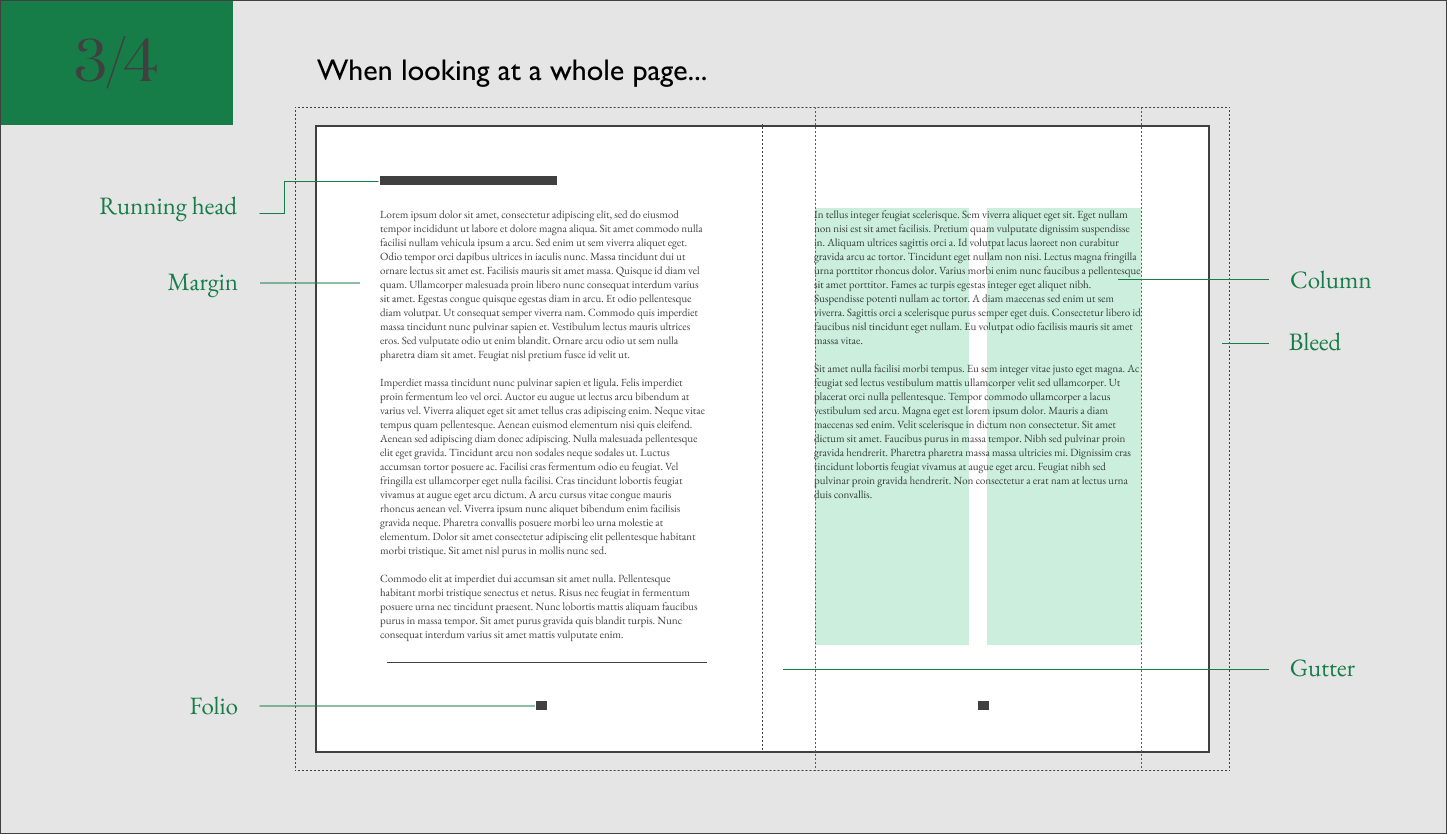 3/4
When looking at a whole page...
Running head
Margin
Folio
Lorem ipsum dolor sit amet, consectetur adipiscing elit, sed do eiusmod
tempor incididunt ut labore et dolore magna aliqua. Sit amet commodo nulla
facilisi nullam vehicula ipsum a arcu. Sed enim ut sem viverra aliquet eget.
Odio tempor orci dapibus ultrices in iaculis nunc. Massa tincidunt dui ut
ornare lectus sit amet est. Facilisis mauris sit amet massa. Quisque id diam vel
quam. Ullamcorper malesuada proin libero nunc consequat interdum varius
sit amet. Egestas congue quisque egestas diam in arcu. Et odio pellentesque
diam volutpat. Ut consequat semper viverra nam. Commodo quis imperdiet
massa tincidunt nunc pulvinar sapien et. Vestibulum lectus mauris ultrices
eros. Sed vulputate odio ut enim blandit. Ornare arcu odio ut sem nulla
pharetra diam sit amet. Feugiat nisl pretium fusce id velit ut.
Imperdiet massa tincidunt nunc pulvinar sapien et ligula. Felis imperdiet
proin fermentum leo vel orci. Auctor eu augue ut lectus arcu bibendum at
varius vel. Viverra aliquet eget sit amet tellus cras adipiscing enim. Neque vitae
tempus quam pellentesque. Aenean euismod elementum nisi quis eleifend.
Aenean sed adipiscing diam donec adipiscing. Nulla malesuada pellentesque
elit eget gravida. Tincidunt arcu non sodales neque sodales ut. Luctus
accumsan tortor posuere ac. Facilisi cras fermentum odio eu feugiat. Vel
fringilla est ullamcorper eget nulla facilisi. Cras tincidunt lobortis feugiat
vivamus at augue eget arcu dictum. A arcu cursus vitae congue mauris
rhoncus aenean vel. Viverra ipsum nunc aliquet bibendum enim facilisis
gravida neque. Pharetra convallis posuere morbi leo urna molestie at
elementum. Dolor sit amet consectetur adipiscing elit pellentesque habitant
morbi tristique. Sit amet nisl purus in mollis nunc sed.
Commodo elit at imperdiet dui accumsan sit amet nulla. Pellentesque
habitant morbi tristique senectus et netus. Risus nec feugiat in fermentum
posuere urna nec tincidunt praesent. Nunc lobortis mattis aliquam faucibus
purus in massa tempor. Sit amet purus gravida quis blandit turpis. Nunc
consequat interdum varius sit amet mattis vulputate enim.
In tellus integer feugiat scelerisque. Sem viverra aliquet eget sit. Eget nullam
non nisi est sit amet facilisis. Pretium quam vulputate dignissim suspendisse
in. Aliquam ultrices sagittis orci a. Id volutpat lacus laoreet non curabitur
gravida arcu ac tortor. Tincidunt eget nullam non nisi. Lectus magna fringilla
urna porttitor rhoncus dolor. Varius morbi enim nunc faucibus a pellentesque
sit amet porttitor. Fames ac turpis egestas integer eget aliquet nibh.
Suspendisse potenti nullam ac tortor. A diam maecenas sed enim ut sem
viverra. Sagittis orci a scelerisque purus semper eget duis. Consectetur libero id
faucibus nisl tincidunt eget nullam. Eu volutpat odio facilisis mauris sit amet
massa vitae.
Sit amet nulla facilisi morbi tempus. Eu sem integer vitae justo eget magna. Ac
feugiat sed lectus vestibulum mattis ullamcorper velit sed ullamcorper. Ut
placerat orci nulla pellentesque. Tempor commodo ullamcorper a lacus
vestibulum sed arcu. Magna eget est lorem ipsum dolor. Mauris a diam
maecenas sed enim. Velit scelerisque in dictum non consectetur. Sit amet
dictum sit amet. Faucibus purus in massa tempor. Nibh sed pulvinar proin
gravida hendrerit. Pharetra pharetra massa massa ultricies mi. Dignissim cras
tincidunt lobortis feugiat vivamus at augue eget arcu. Feugiat nibh sed
pulvinar proin gravida hendrerit. Non consectetur a erat nam at lectus urna
duis convallis.
Column
Bleed
Gutter